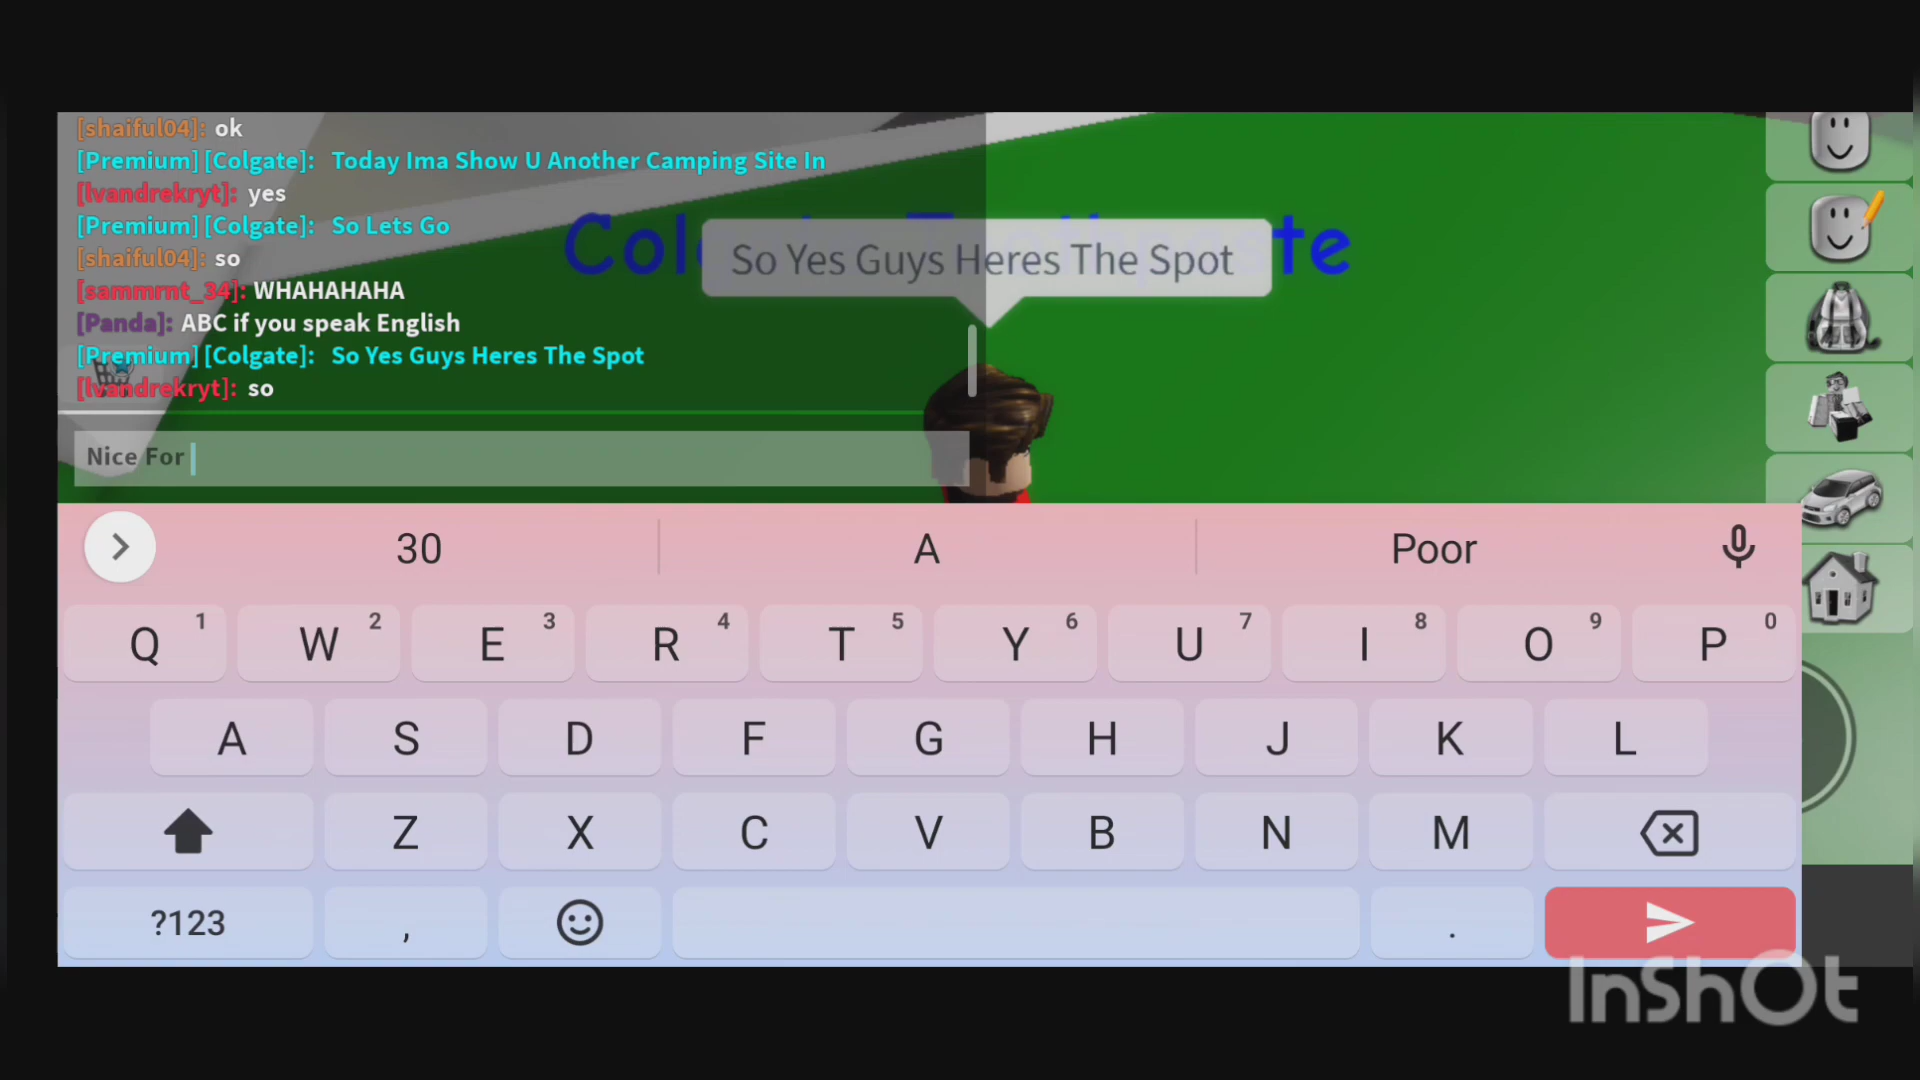 [shaiful04]: ok
[Premium] [Colgate]: Today Ima Show U Another Camping Site In
[lvandrekryt]: yes
[Premium] [Colgate]: So Lets Go
[shaiful04]: so
[sammrnt_34]: WHAHAHAHA
[Panda]: ABC if you speak English
[Premium] [Colgate]: So Yes Guys Heres The Spot
[lvandrekryt]: so
So Yes Guys Heres The Spot
Nice For
30 A Poor
Q 1 W 2 E 3 R 4 T 5 Y 6 U 7 I 8 O 9 P 0
A S D F G H J K L
Z X C V B N M
?123 , .
InShOt